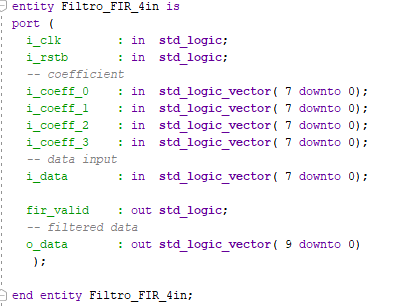 entity Filtro_FIR_4in is
port (
i_clk : in std_logic;
i_rstb : in std_logic;
-- coefficient
i_coeff_0 : in std_logic_vector( 7 downto 0);
i_coeff_1 : in std_logic_vector( 7 downto 0);
i_coeff_2 : in std_logic_vector( 7 downto 0);
i_coeff_3 : in std_logic_vector( 7 downto 0);
-- data input
i_data : in std_logic_vector( 7 downto 0);
fir_valid : out std_logic;
-- filtered data
o_data : out std_logic_vector( 9 downto 0)
);
end entity Filtro_FIR_4in;